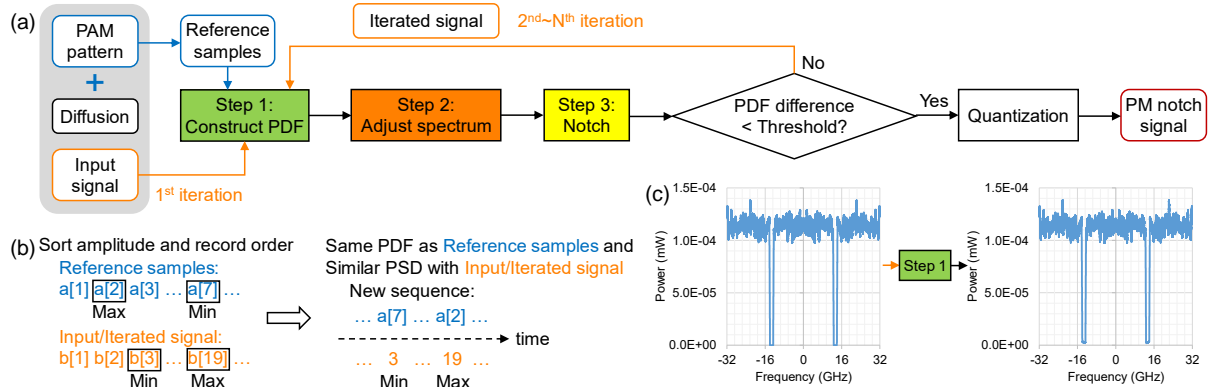 (a)
PAM
pattern
+
Diffusion
Input
signal
Reference
samples
Iterated signal
2nd~Nth iteration
1st iteration
Step 1:
Construct PDF
Step 2:
Adjust spectrum
Step 3:
Notch
PDF difference
< Threshold?
No
Yes
Quantization
PM notch
signal
(b)
Sort amplitude and record order
Reference samples:
a[1] a[2] a[3] … a[7] …
Max Min
Input/Iterated signal:
b[1] b[2] b[3] … b[19] …
Min Max
Same PDF as Reference samples and
Similar PSD with Input/Iterated signal
New sequence:
… a[7] … a[2] …
time
… 3 … 19 …
Min Max
(c)
Power (mW)
1.5E-04
1.0E-04
5.0E-05
0.0E+00
-32 -16 0 16 32
Frequency (GHz)
Step 1
Power (mW)
1.5E-04
1.0E-04
5.0E-05
0.0E+00
-32 -16 0 16 32
Frequency (GHz)